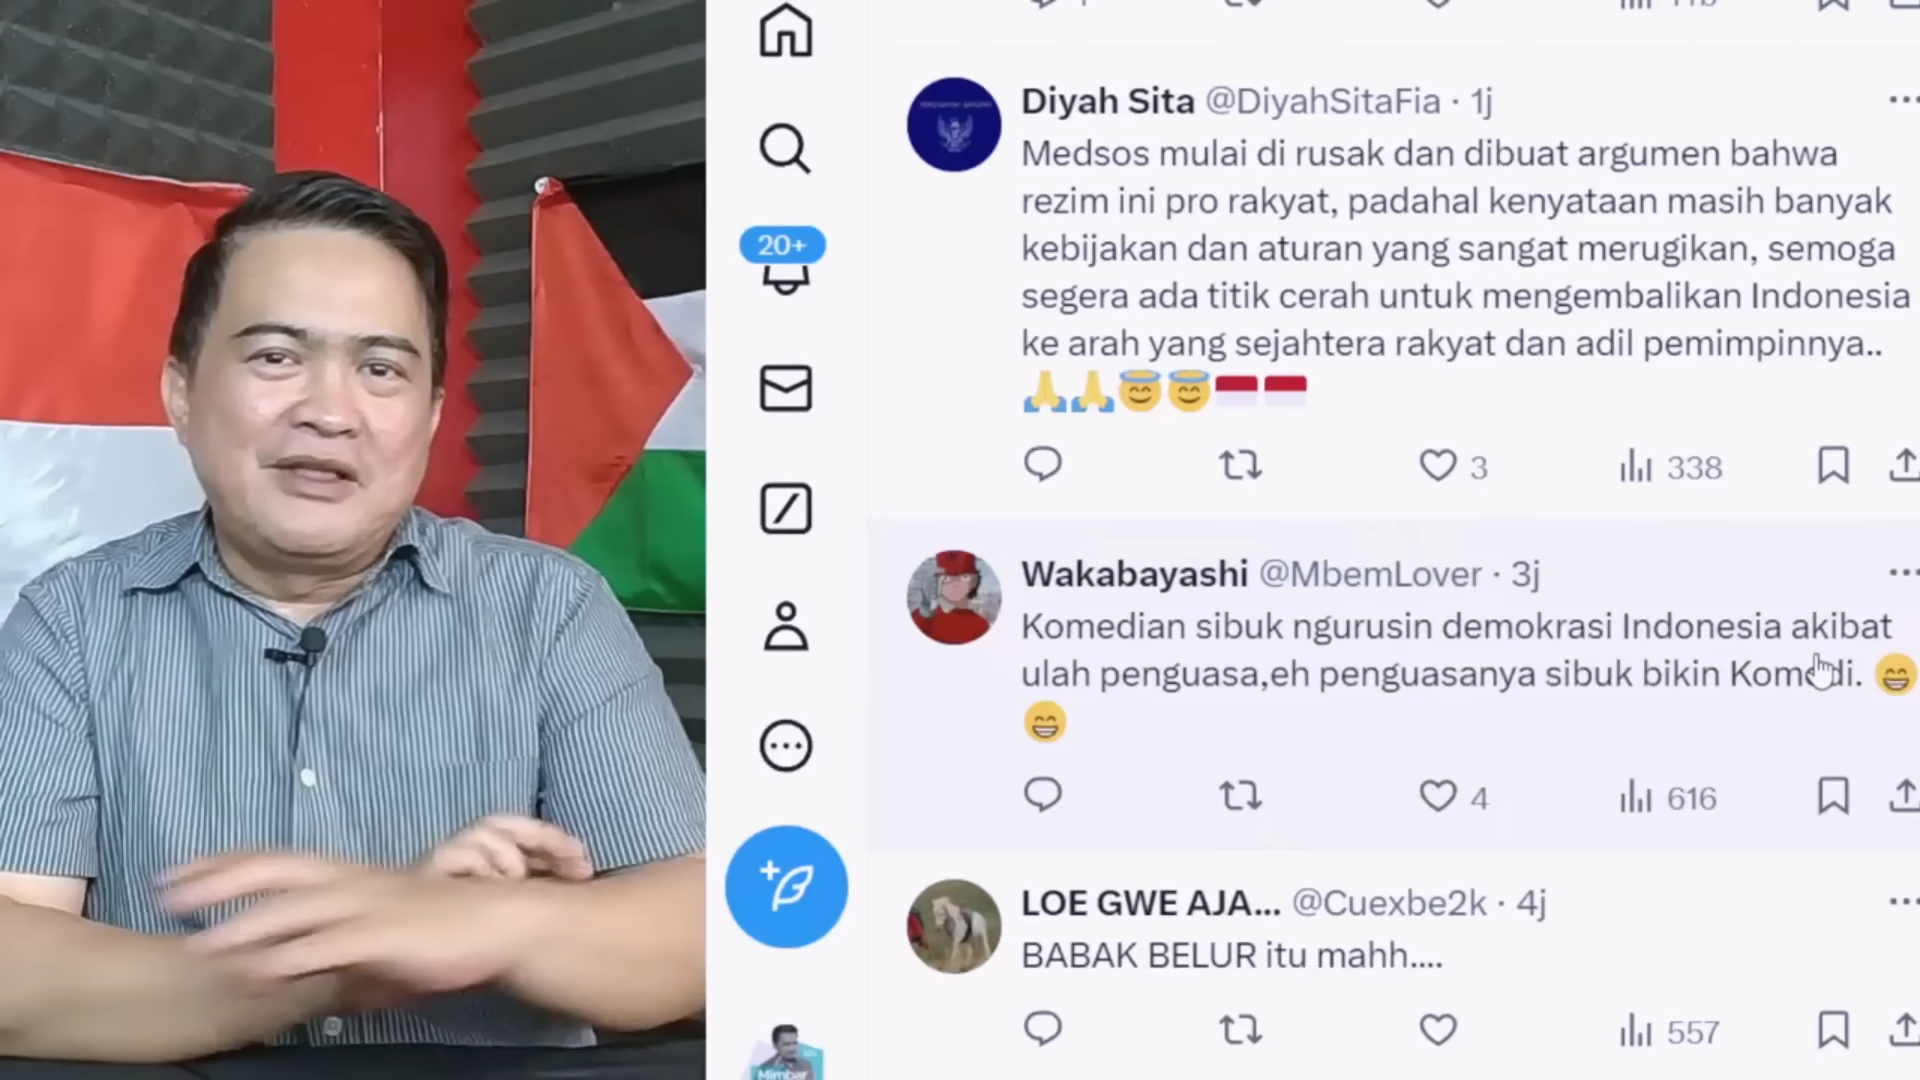 Diyah Sita @DiyahSitaFia · 1j
Medsos mulai di rusak dan dibuat argumen bahwa
rezim ini pro rakyat, padahal kenyataan masih banyak
kebijakan dan aturan yang sangat merugikan, semoga
segera ada titik cerah untuk mengembalikan Indonesia
ke arah yang sejahtera rakyat dan adil pemimpinnya..
🙏🙏😇😇🇮🇩🇮🇩
3 338
20+
Wakabayashi @MbemLover · 3j
Komedian sibuk ngurusin demokrasi Indonesia akibat
ulah penguasa,eh penguasanya sibuk bikin Komedi. 😄
😄
4 616
LOE GWE AJA... @Cuexbe2k · 4j
BABAK BELUR itu mahh....
557
Mimbar